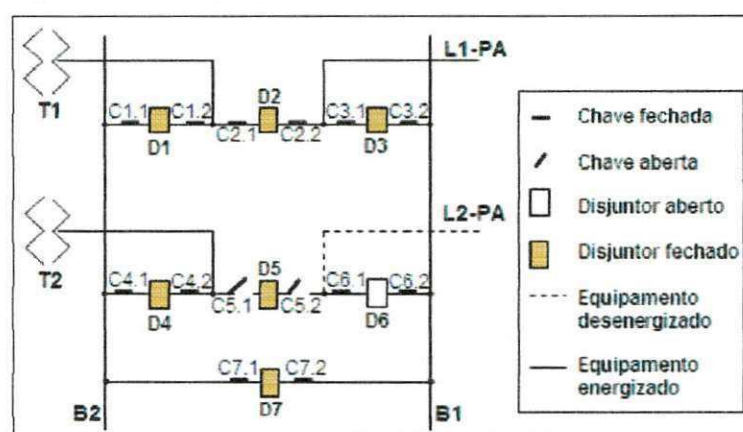 T1
L1-PA
C1.1 C1.2
D1
D2
C2.1 C2.2
C3.1 C3.2
D3
T2
L2-PA
C4.1 C4.2
D4
D5
C5.1 C5.2
C6.1 C6.2
D6
C7.1 C7.2
D7
B2
B1
Chave fechada
Chave aberta
Disjuntor aberto
Disjuntor fechado
Equipamento
desenergizado
Equipamento
energizado